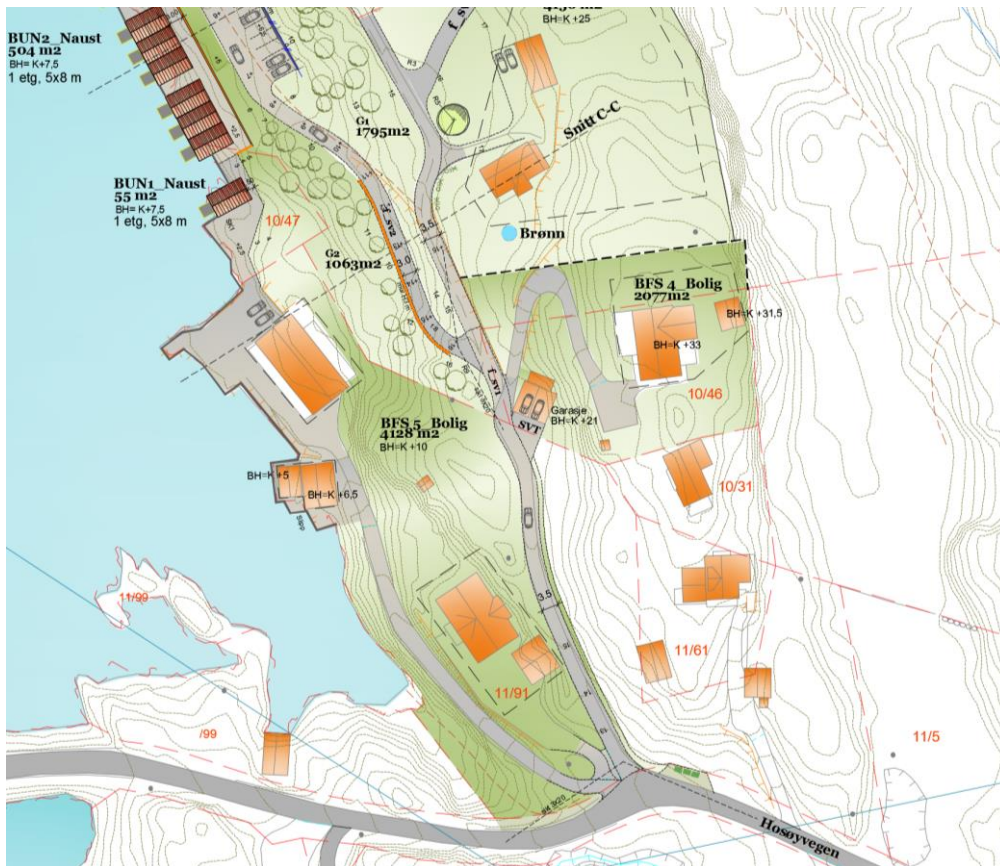 BUN2_Naust
504 m2
BH=K+7,5
1 etg, 5x8 m
BH=K +25
R3
G1
1795m2
Snitt C-C
BUN1_Naust
55 m2
BH= K+7,5
1 etg, 5x8 m
10/47
f_sv2
3.5
3.0
Brønn
G2
1063m2
BFS 4_Bolig
2077m2
BH=K +31,5
BH=K +33
f_sv1
10/46
Garasje
BH=K +21
SVT
BFS 5_Bolig
4128 m2
BH=K +10
BH=K +5
BH=K +6,5
10/31
11/99
3.5
11/61
11/91
/99
11/5
Hosøyvegen